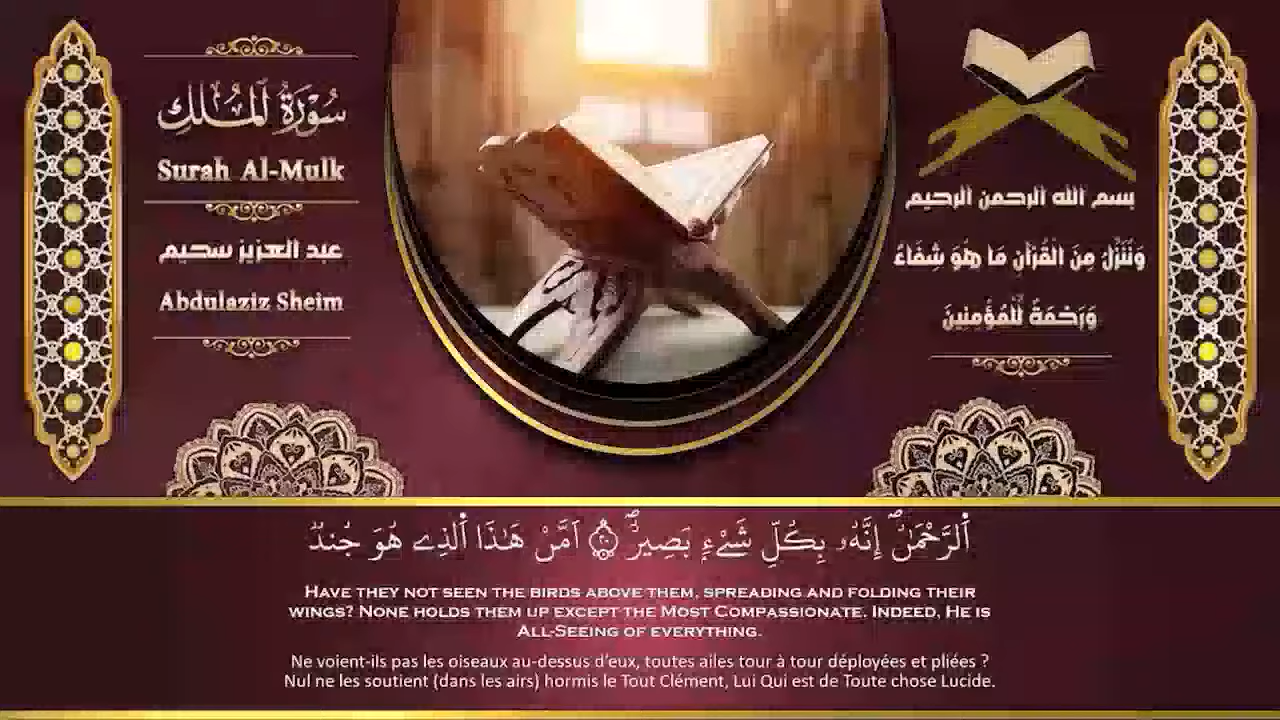 سُورَةُ الْمُلْكِ
Surah Al-Mulk
عبد العزيز سحيم
Abdulaziz Sheim
بسم الله الرحمن الرحيم
وَنُنَزِّلُ مِنَ الْقُرْآنِ مَا هُوَ شِفَاءٌ
وَرَحْمَةٌ لِّلْمُؤْمِنِينَ
اَ۬لرَّحْمَٰنُۖ إِنَّهُۥ بِكُلِّ شَےْءِۢ بَصِيرٌۖ ۲۰ اَمَّنْ هَٰذَا اَ۬لذِے هُوَ جُندٞ
HAVE THEY NOT SEEN THE BIRDS ABOVE THEM, SPREADING AND FOLDING THEIR
WINGS? NONE HOLDS THEM UP EXCEPT THE MOST COMPASSIONATE. INDEED, HE IS
ALL-SEEING OF EVERYTHING.
Ne voient-ils pas les oiseaux au-dessus d'eux, toutes ailes tour à tour déployées et pliées ?
Nul ne les soutient (dans les airs) hormis le Tout Clément, Lui Qui est de Toute chose Lucide.